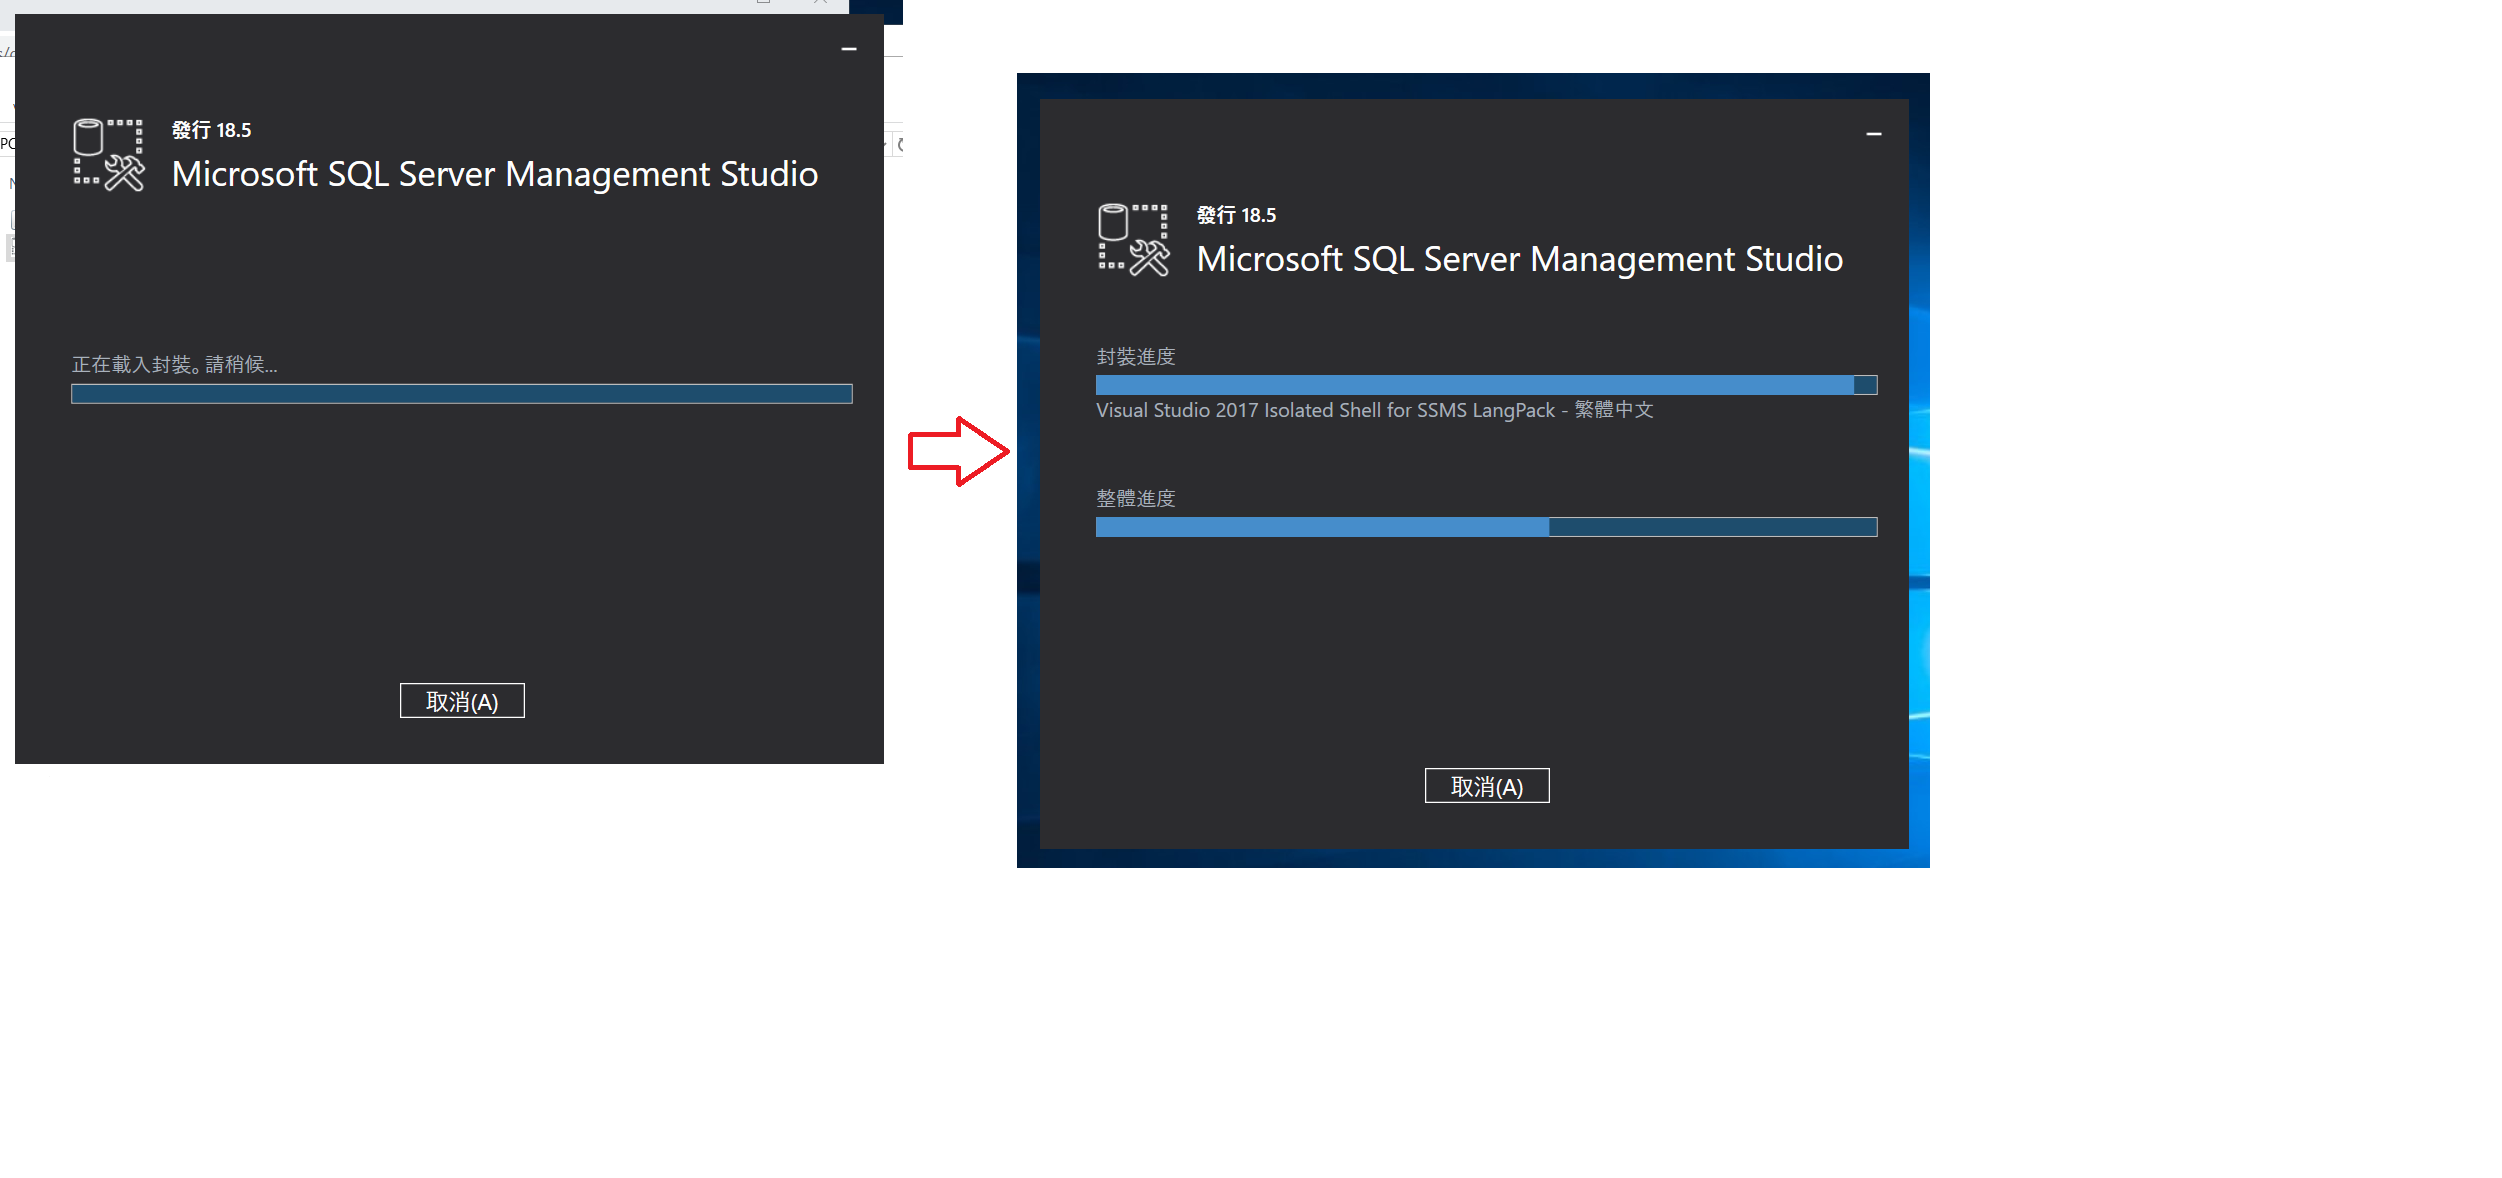 發行 18.5
Microsoft SQL Server Management Studio
正在載入封裝。請稍候...
取消(A)
發行 18.5
Microsoft SQL Server Management Studio
封裝進度
Visual Studio 2017 Isolated Shell for SSMS LangPack - 繁體中文
整體進度
取消(A)